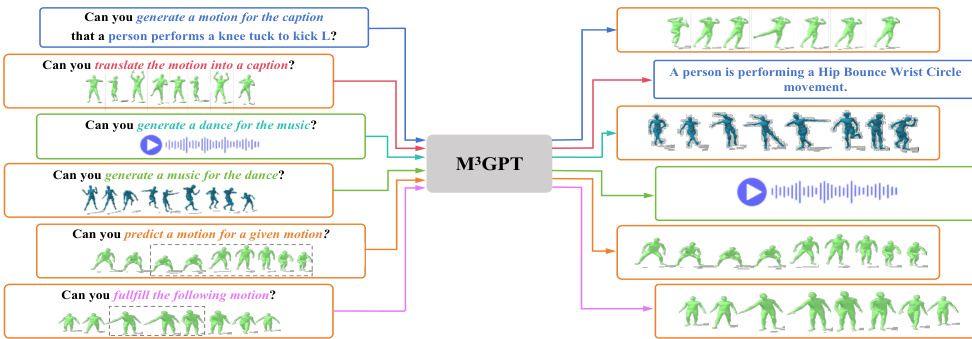 Can you generate a motion for the caption
that a person performs a knee tuck to kick L?
Can you translate the motion into a caption?
Can you generate a dance for the music?
Can you generate a music for the dance?
Can you predict a motion for a given motion?
Can you fullfill the following motion?
M³GPT
A person is performing a Hip Bounce Wrist Circle
movement.